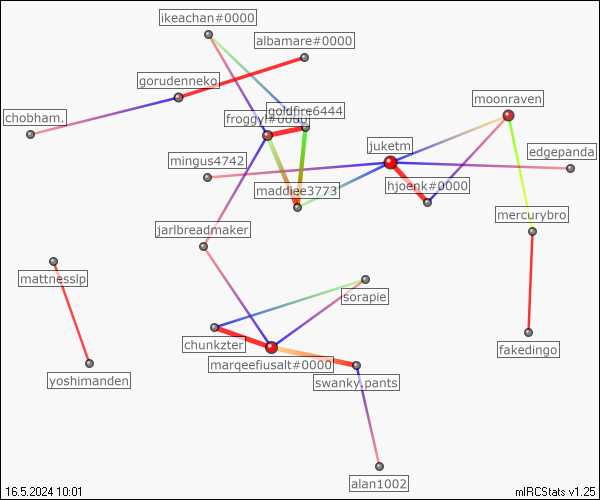 ikeachan#0000
albamare#0000
gorudenneko
moonraven
goldfire6444
chobham.
froggyf#0000
juketm
edgepanda
mingus4742
hjoenk#0000
maddiee3773
mercurybro
jarlbreadmaker
mattnesslp
sorapie
chunkzter
fakedingo
marqeefiusalt#0000
yoshimanden
swanky.pants
alan1002
16.5.2024 10:01
mIRCStats v1.25